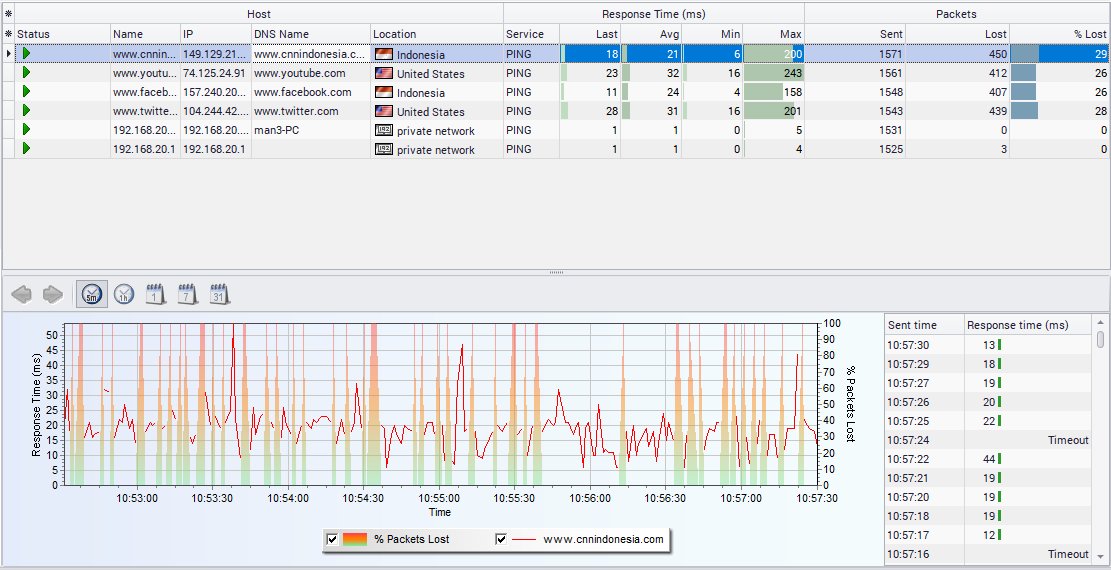 Host Response Time (ms) Packets
Status Name IP DNS Name Location Service Last Avg Min Max Sent Lost % Lost
www.cnnin... 149.129.21... www.cnnindonesia.c... Indonesia PING 18 21 6 200 1571 450 29
www.youtu... 74.125.24.91 www.youtube.com United States PING 23 32 16 243 1561 412 26
www.faceb... 157.240.20... www.facebook.com Indonesia PING 11 24 4 158 1548 407 26
www.twitte... 104.244.42.... www.twitter.com United States PING 28 31 16 201 1543 439 28
192.168.20... 192.168.20.... man3-PC 192 private network PING 1 1 0 5 1531 0 0
192.168.20.1 192.168.20.1 192 private network PING 1 1 0 4 1525 3 0
5m 1h 1 7 31
Response Time (ms)
50
45
40
35
30
25
20
15
10
5
0
100
90
80
70
60
50
40
30
20
10
0
% Packets Lost
10:53:00 10:53:30 10:54:00 10:54:30 10:55:00 10:55:30 10:56:00 10:56:30 10:57:00 10:57:30
Time
% Packets Lost www.cnnindonesia.com
Sent time Response time (ms)
10:57:30 13
10:57:29 18
10:57:27 19
10:57:26 20
10:57:25 22
10:57:24 Timeout
10:57:22 44
10:57:21 19
10:57:20 19
10:57:18 19
10:57:17 12
10:57:16 Timeout